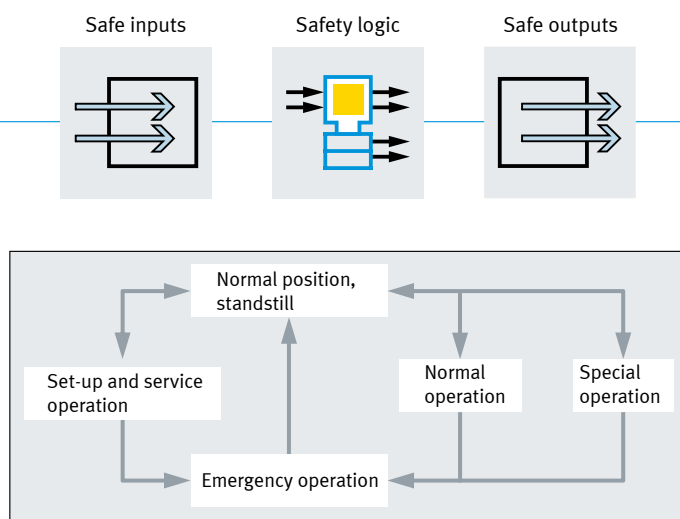 Safe inputs
Safety logic
Safe outputs
Normal position,
standstill
Set-up and service
operation
Normal
operation
Special
operation
Emergency operation